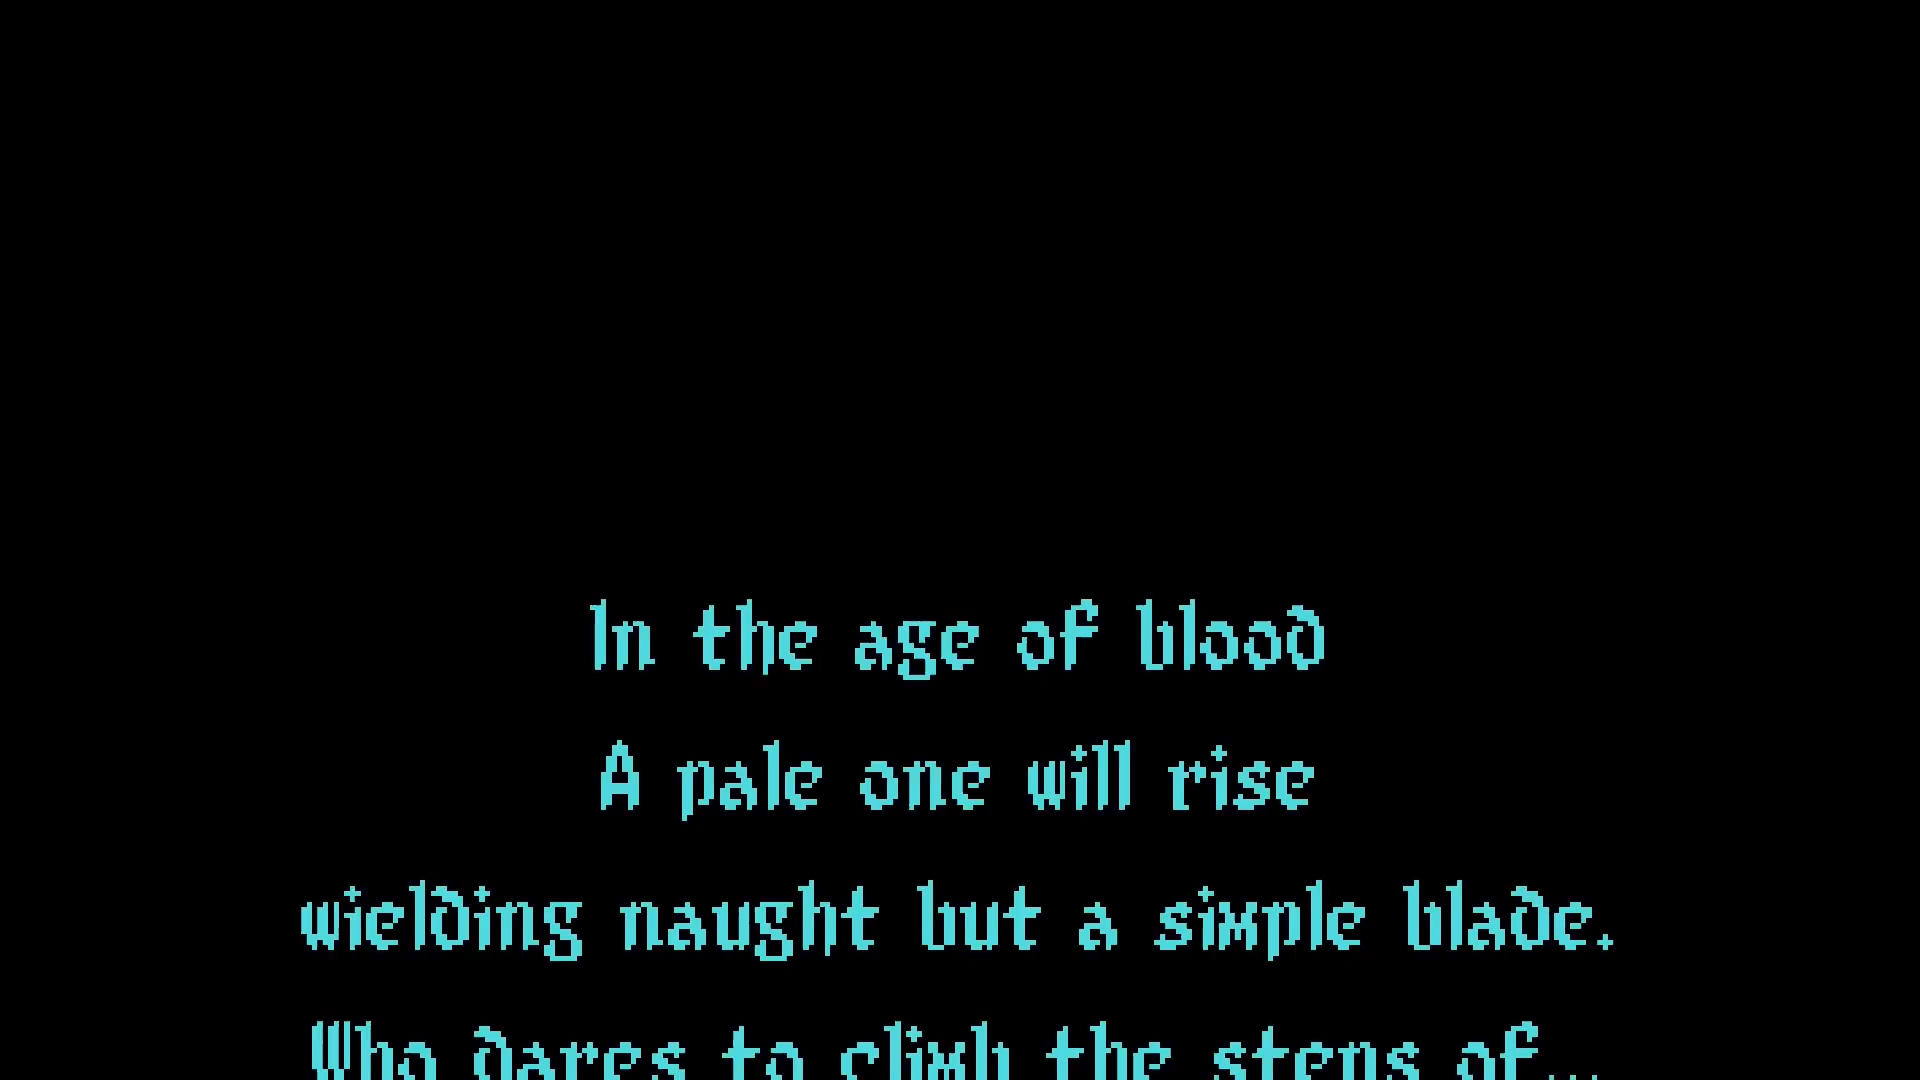 In the age of blood
A pale one will rise
wielding naught but a simple blade.
Who dares to climb the steps of...